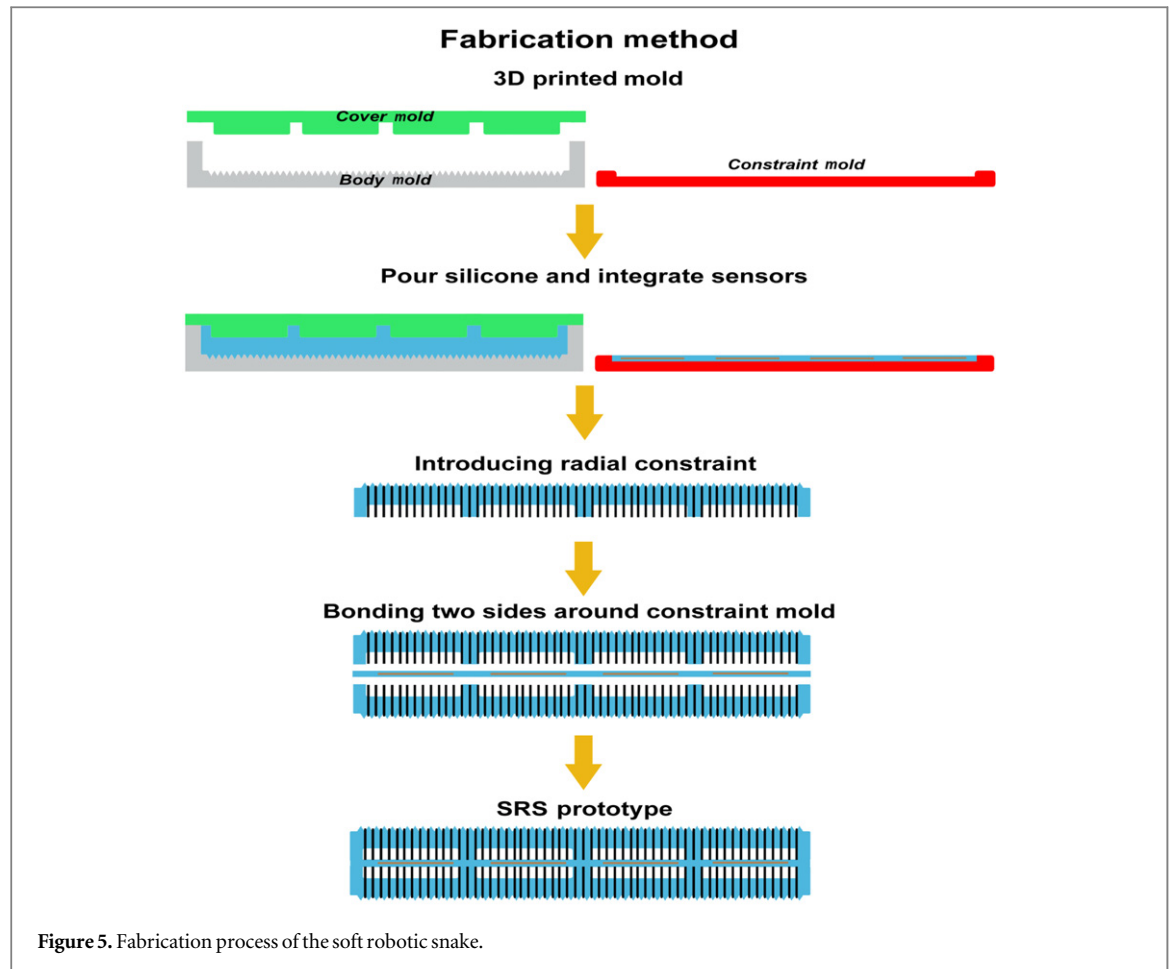 Fabrication method
3D printed mold
Cover mold
Body mold
Constraint mold
Pour silicone and integrate sensors
Introducing radial constraint
Bonding two sides around constraint mold
SRS prototype
Figure 5. Fabrication process of the soft robotic snake.